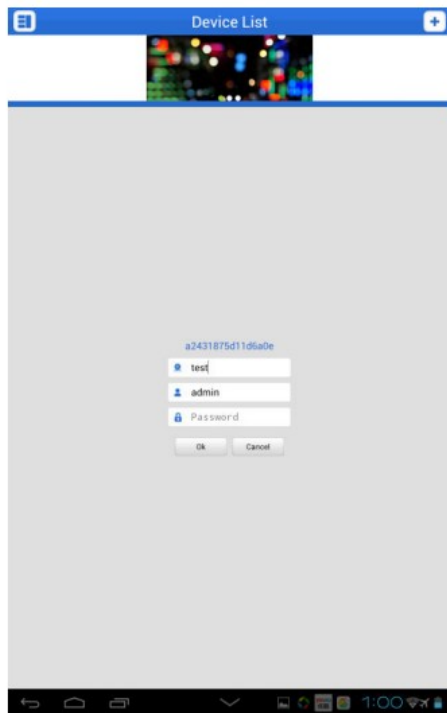 Device List
a2431875d11d6a0e
test
admin
Password
Ok
Cancel
1:00